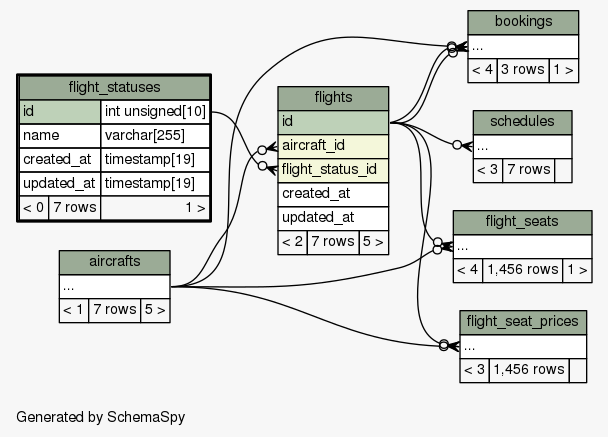 flight_statuses
id int unsigned[10]
name varchar[255]
created_at timestamp[19]
updated_at timestamp[19]
< 0 7 rows 1 >
flights
id
aircraft_id
flight_status_id
created_at
updated_at
< 2 7 rows 5 >
aircrafts
...
< 1 7 rows 5 >
bookings
...
< 4 3 rows 1 >
schedules
...
< 3 7 rows
flight_seats
...
< 4 1,456 rows 1 >
flight_seat_prices
...
< 3 1,456 rows
Generated by SchemaSpy